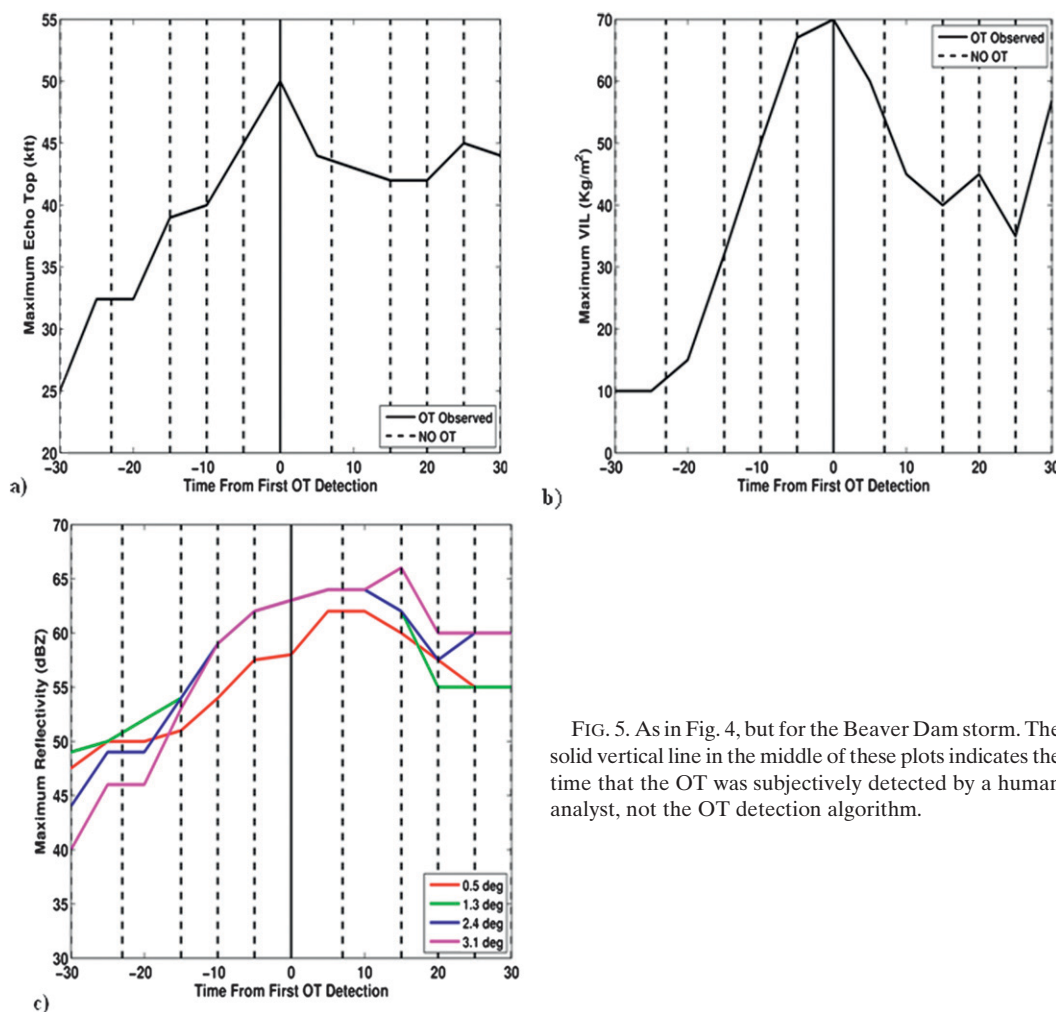 55
50
45
40
35
30
25
20
Maximum Echo Top (kft)
OT Observed
NO OT
−30 −20 −10 0 10 20 30
Time From First OT Detection
a)
70
60
50
40
30
20
10
0
Maximum VIL (Kg/m²)
OT Observed
NO OT
−30 −20 −10 0 10 20 30
Time From First OT Detection
b)
70
65
60
55
50
45
40
35
30
Maximum Reflectivity (dBZ)
0.5 deg
1.3 deg
2.4 deg
3.1 deg
−30 −20 −10 0 10 20 30
Time From First OT Detection
c)
FIG. 5. As in Fig. 4, but for the Beaver Dam storm. The
solid vertical line in the middle of these plots indicates the
time that the OT was subjectively detected by a human
analyst, not the OT detection algorithm.